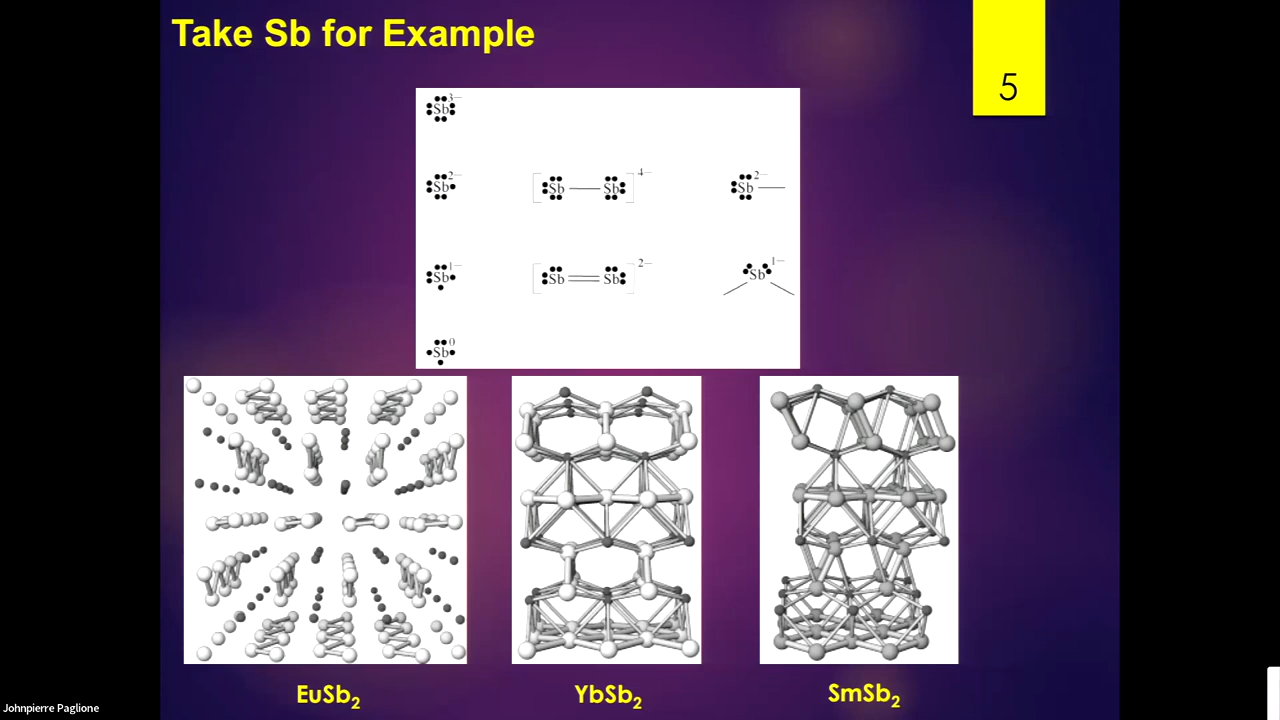 Take Sb for Example
5
Sb3−
Sb2− [Sb—Sb]4− Sb2−
Sb1− [Sb=Sb]2− Sb1−
Sb0
EuSb2
YbSb2
SmSb2
Johnpierre Paglione